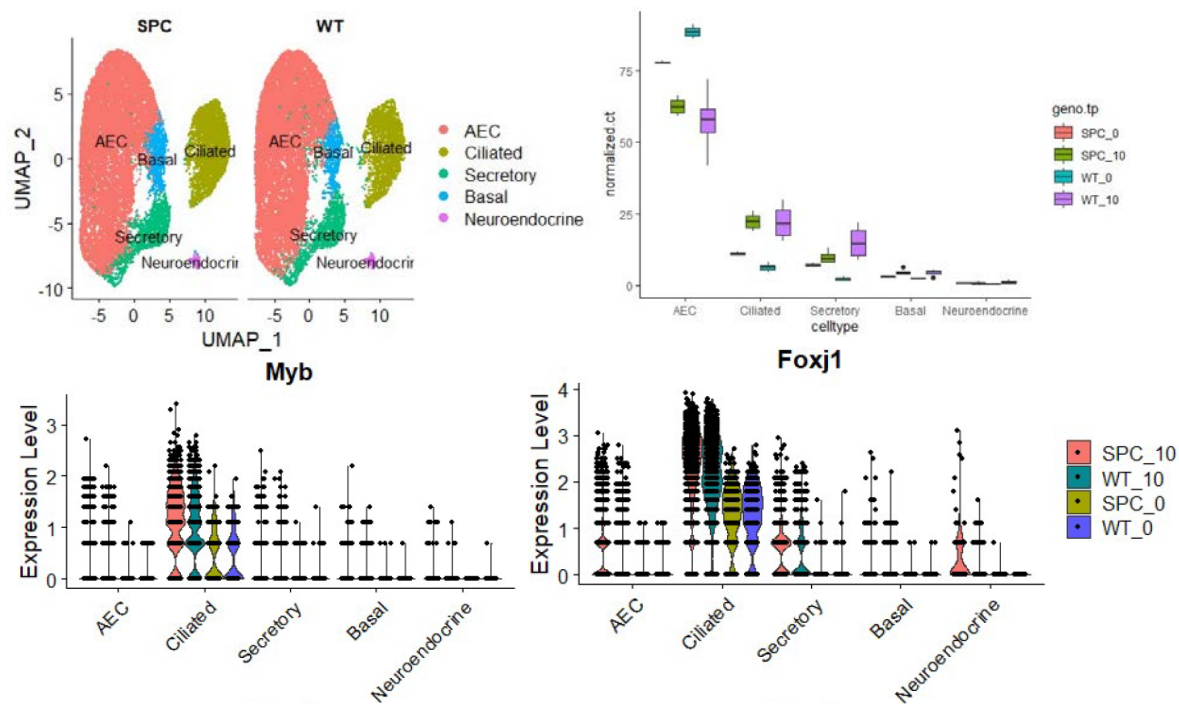 SPC
WT
UMAP_2
5
0
-5
-10
AEC
Basal
Ciliated
Secretory
Neuroendocrir
AEC
Basal
Ciliated
Secretory
Neuroendocrir
-5
0
5
10
-5
0
5
10
UMAP_1
AEC
Ciliated
Secretory
Basal
Neuroendocrine
normalized.ct
75
50
25
0
AEC
Ciliated
Secretory
Basal
Neuroendocrine
celltype
geno.tp
SPC_0
SPC_10
WT_0
WT_10
Myb
Expression Level
3
2
1
0
AEC
Ciliated
Secretory
Basal
Neuroendocrine
Foxj1
Expression Level
4
3
2
1
0
AEC
Ciliated
Secretory
Basal
Neuroendocrine
SPC_10
WT_10
SPC_0
WT_0